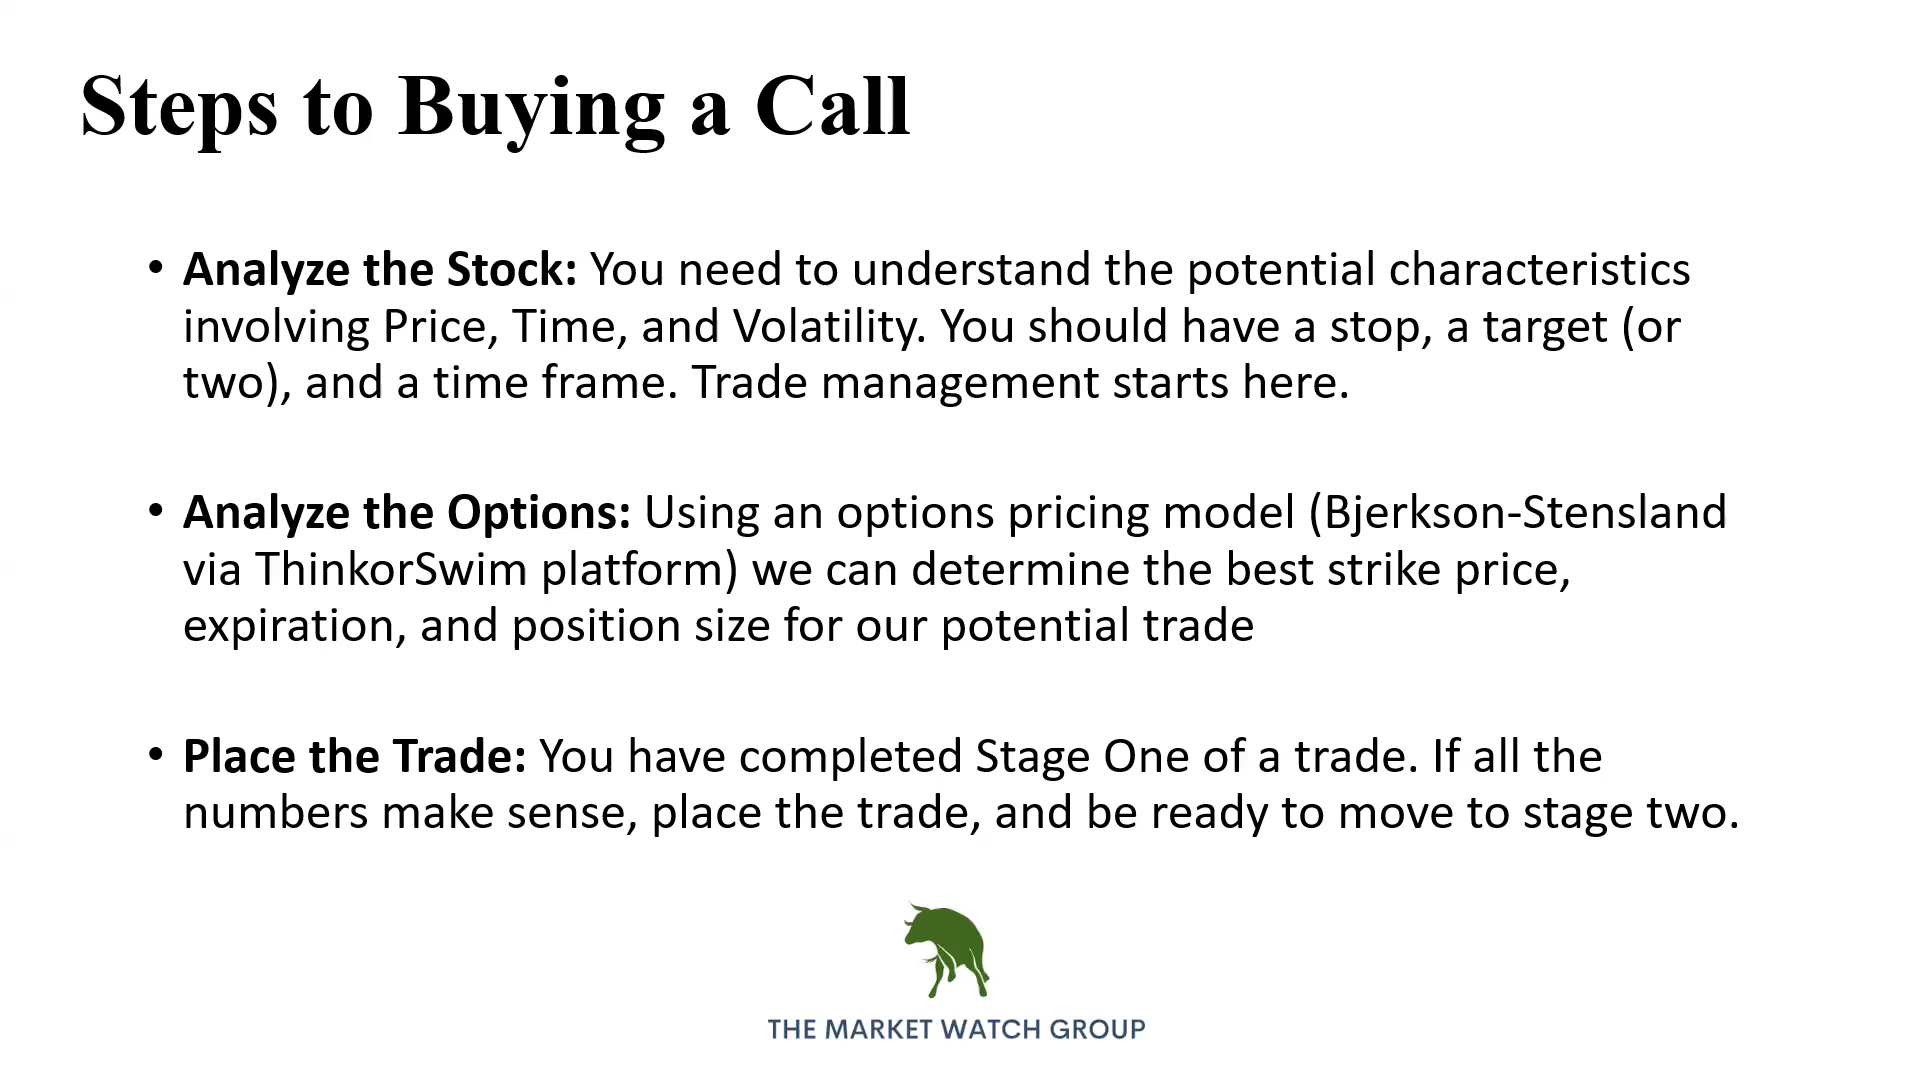 Steps to Buying a Call
• Analyze the Stock: You need to understand the potential characteristics
involving Price, Time, and Volatility. You should have a stop, a target (or
two), and a time frame. Trade management starts here.
• Analyze the Options: Using an options pricing model (Bjerkson-Stensland
via ThinkorSwim platform) we can determine the best strike price,
expiration, and position size for our potential trade
• Place the Trade: You have completed Stage One of a trade. If all the
numbers make sense, place the trade, and be ready to move to stage two.
THE MARKET WATCH GROUP